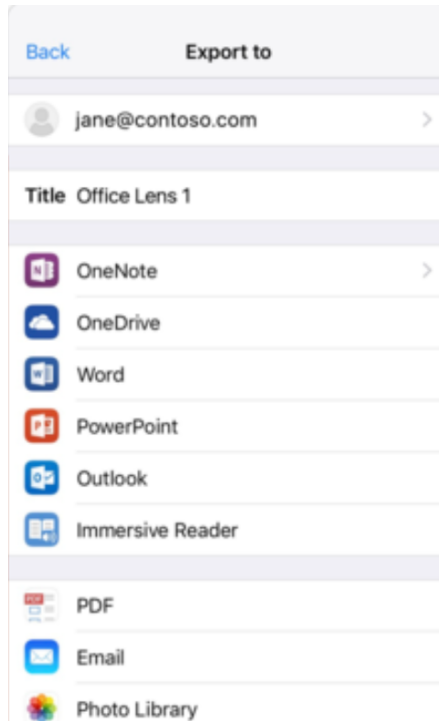 Back
Export to
jane@contoso.com
Title Office Lens 1
OneNote
OneDrive
Word
PowerPoint
Outlook
Immersive Reader
PDF
Email
Photo Library